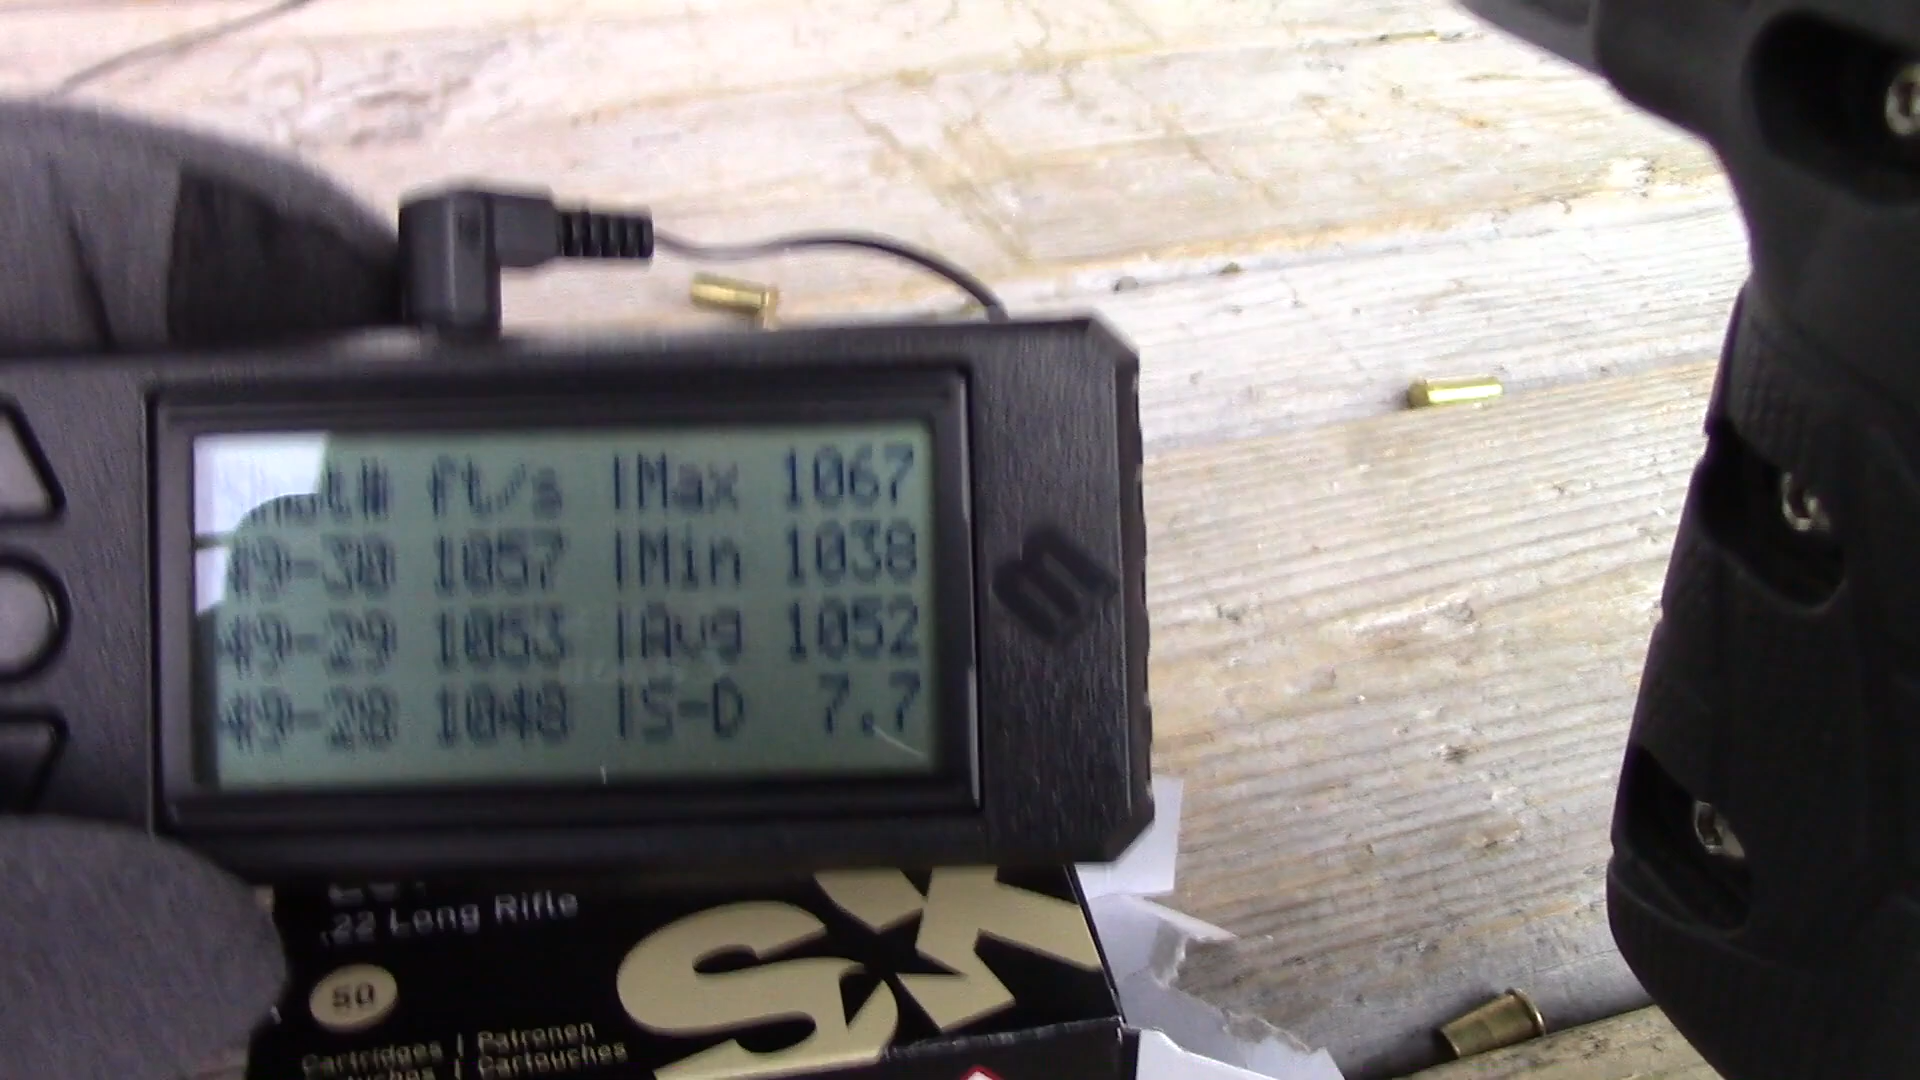 ft/s |Max 1067
#9-30 1057 |Min 1038
#9-29 1053 |Avg 1052
#9-28 1048 |S-D 7.7
m
.22 Long Rifle
SK
50
Cartridges / Patronen
Cartouches